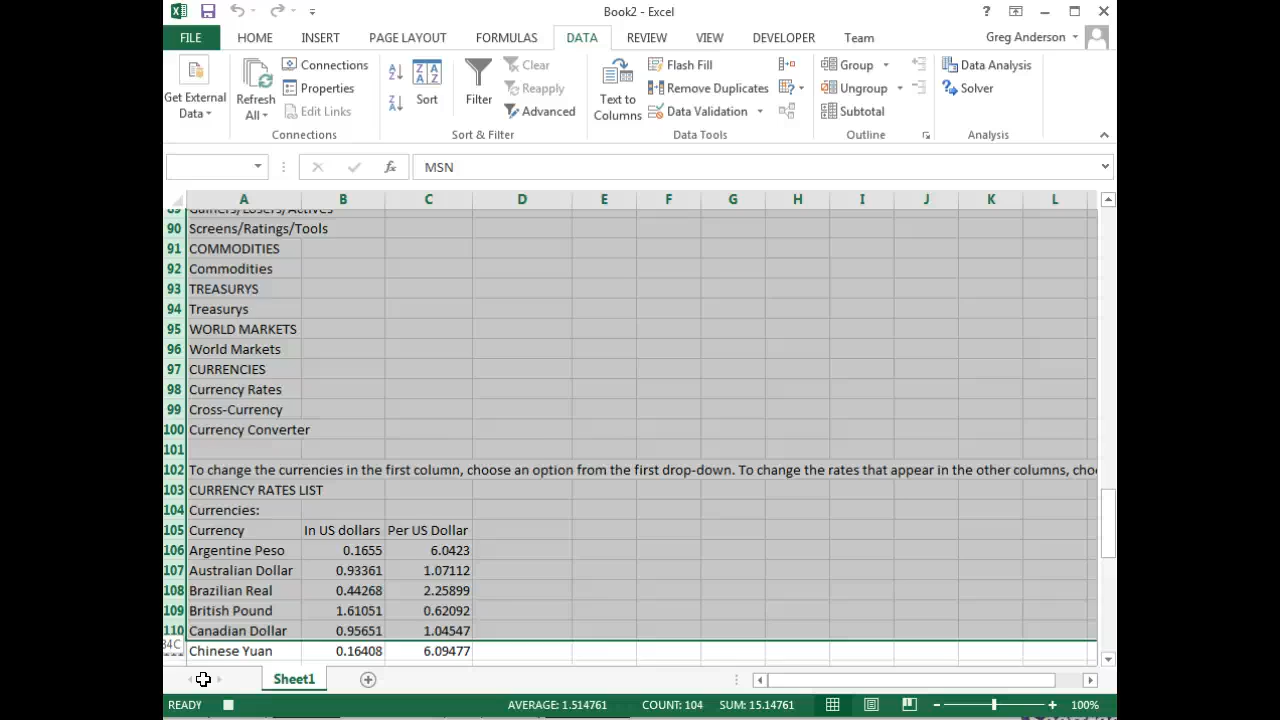 Book2 - Excel
?
FILE HOME INSERT PAGE LAYOUT FORMULAS DATA REVIEW VIEW DEVELOPER Team Greg Anderson
Get External Data
Refresh All
Connections
Properties
Edit Links
Connections
Sort
Filter
Clear
Reapply
Advanced
Sort & Filter
Text to Columns
Flash Fill
Remove Duplicates
Data Validation
Data Tools
Group
Ungroup
Subtotal
Outline
Data Analysis
Solver
Analysis
fx MSN
A B C D E F G H I J K L
89 Gainers/Losers/Actives
90 Screens/Ratings/Tools
91 COMMODITIES
92 Commodities
93 TREASURYS
94 Treasurys
95 WORLD MARKETS
96 World Markets
97 CURRENCIES
98 Currency Rates
99 Cross-Currency
100 Currency Converter
101
102 To change the currencies in the first column, choose an option from the first drop-down. To change the rates that appear in the other columns, cho
103 CURRENCY RATES LIST
104 Currencies:
105 Currency In US dollars Per US Dollar
106 Argentine Peso 0.1655 6.0423
107 Australian Dollar 0.93361 1.07112
108 Brazilian Real 0.44268 2.25899
109 British Pound 1.61051 0.62092
110 Canadian Dollar 0.95651 1.04547
Chinese Yuan 0.16408 6.09477
Sheet1
READY AVERAGE: 1.514761 COUNT: 104 SUM: 15.14761 100%